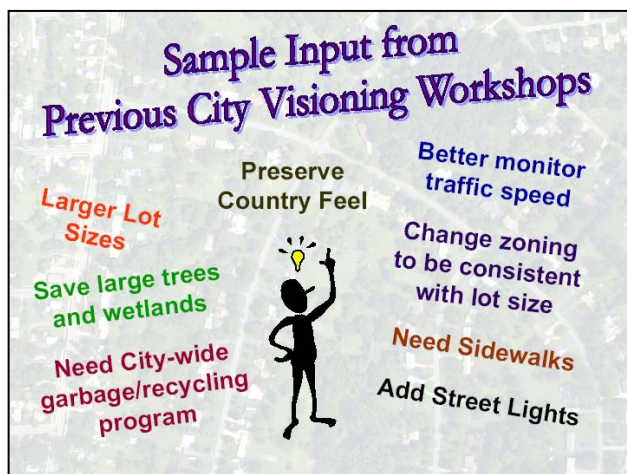 Sample Input from
Previous City Visioning Workshops
Preserve
Country Feel
Larger Lot
Sizes
Save large trees
and wetlands
Need City-wide
garbage/recycling
program
Better monitor
traffic speed
Change zoning
to be consistent
with lot size
Need Sidewalks
Add Street Lights